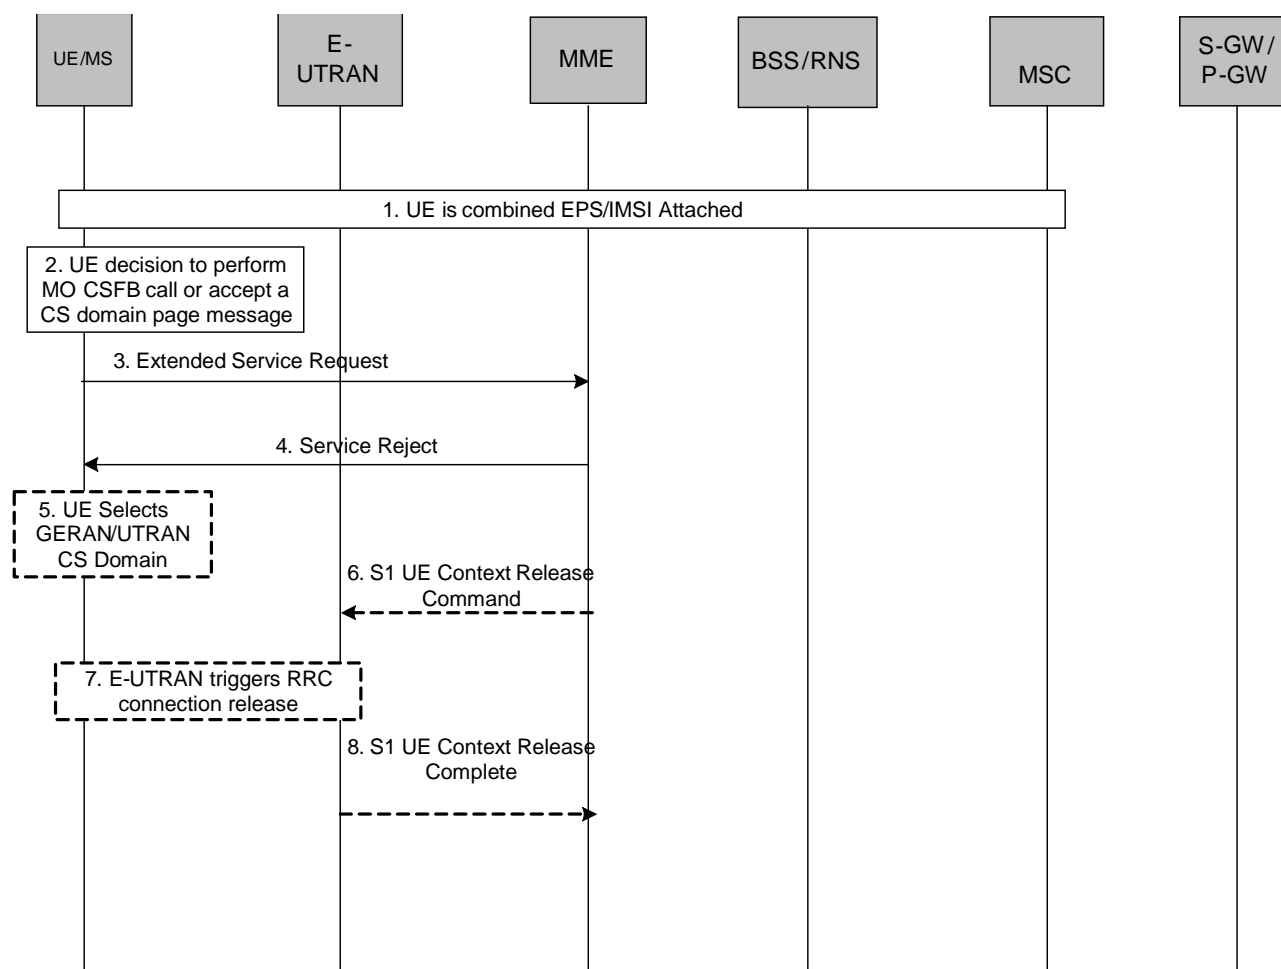 UE/MS
E-
UTRAN
MME
BSS/RNS
MSC
S-GW/
P-GW
1. UE is combined EPS/IMSI Attached
2. UE decision to perform
MO CSFB call or accept a
CS domain page message
3. Extended Service Request
4. Service Reject
5. UE Selects
GERAN/UTRAN
CS Domain
6. S1 UE Context Release
Command
7. E-UTRAN triggers RRC
connection release
8. S1 UE Context Release
Complete